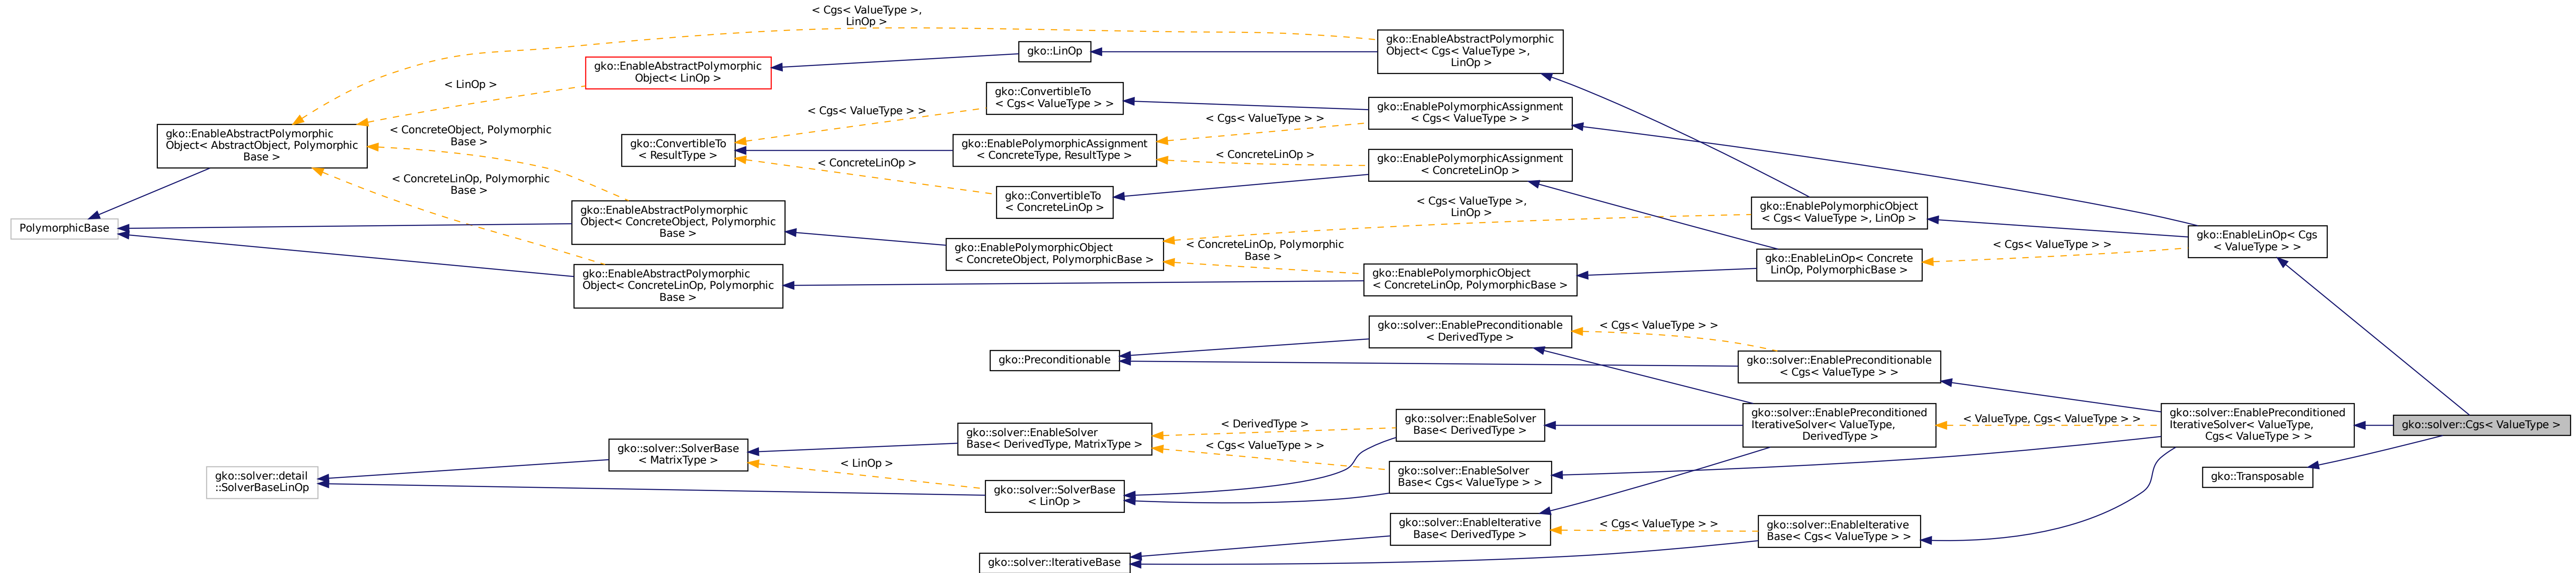 < Cgs< ValueType >,
LinOp >
gko::EnableAbstractPolymorphic
Object< Cgs< ValueType >,
LinOp >
gko::LinOp
gko::EnableAbstractPolymorphic
Object< LinOp >
< LinOp >
gko::ConvertibleTo
< Cgs< ValueType > >
< Cgs< ValueType > >
gko::EnablePolymorphicAssignment
< Cgs< ValueType > >
< Cgs< ValueType > >
gko::EnableAbstractPolymorphic
Object< AbstractObject, Polymorphic
Base >
< ConcreteObject, Polymorphic
Base >
gko::ConvertibleTo
< ResultType >
gko::EnablePolymorphicAssignment
< ConcreteType, ResultType >
< ConcreteLinOp >
< ConcreteLinOp >
gko::EnablePolymorphicAssignment
< ConcreteLinOp >
< ConcreteLinOp, Polymorphic
Base >
gko::ConvertibleTo
< ConcreteLinOp >
< Cgs< ValueType >,
LinOp >
gko::EnablePolymorphicObject
< Cgs< ValueType >, LinOp >
PolymorphicBase
gko::EnableAbstractPolymorphic
Object< ConcreteObject, Polymorphic
Base >
gko::EnablePolymorphicObject
< ConcreteObject, PolymorphicBase >
< ConcreteLinOp, Polymorphic
Base >
gko::EnableLinOp< Concrete
LinOp, PolymorphicBase >
< Cgs< ValueType > >
gko::EnableLinOp< Cgs
< ValueType > >
gko::EnableAbstractPolymorphic
Object< ConcreteLinOp, Polymorphic
Base >
gko::EnablePolymorphicObject
< ConcreteLinOp, PolymorphicBase >
gko::solver::EnablePreconditionable
< DerivedType >
< Cgs< ValueType > >
gko::Preconditionable
gko::solver::EnablePreconditionable
< Cgs< ValueType > >
gko::solver::EnableSolver
Base< DerivedType >
gko::solver::EnablePreconditioned
IterativeSolver< ValueType,
DerivedType >
< ValueType, Cgs< ValueType > >
gko::solver::EnablePreconditioned
IterativeSolver< ValueType,
Cgs< ValueType > >
gko::solver::Cgs< ValueType >
< DerivedType >
gko::solver::EnableSolver
Base< DerivedType, MatrixType >
< Cgs< ValueType > >
gko::solver::SolverBase
< MatrixType >
< LinOp >
gko::solver::EnableSolver
Base< Cgs< ValueType > >
gko::Transposable
gko::solver::detail
::SolverBaseLinOp
gko::solver::SolverBase
< LinOp >
gko::solver::EnableIterative
Base< DerivedType >
< Cgs< ValueType > >
gko::solver::EnableIterative
Base< Cgs< ValueType > >
gko::solver::IterativeBase